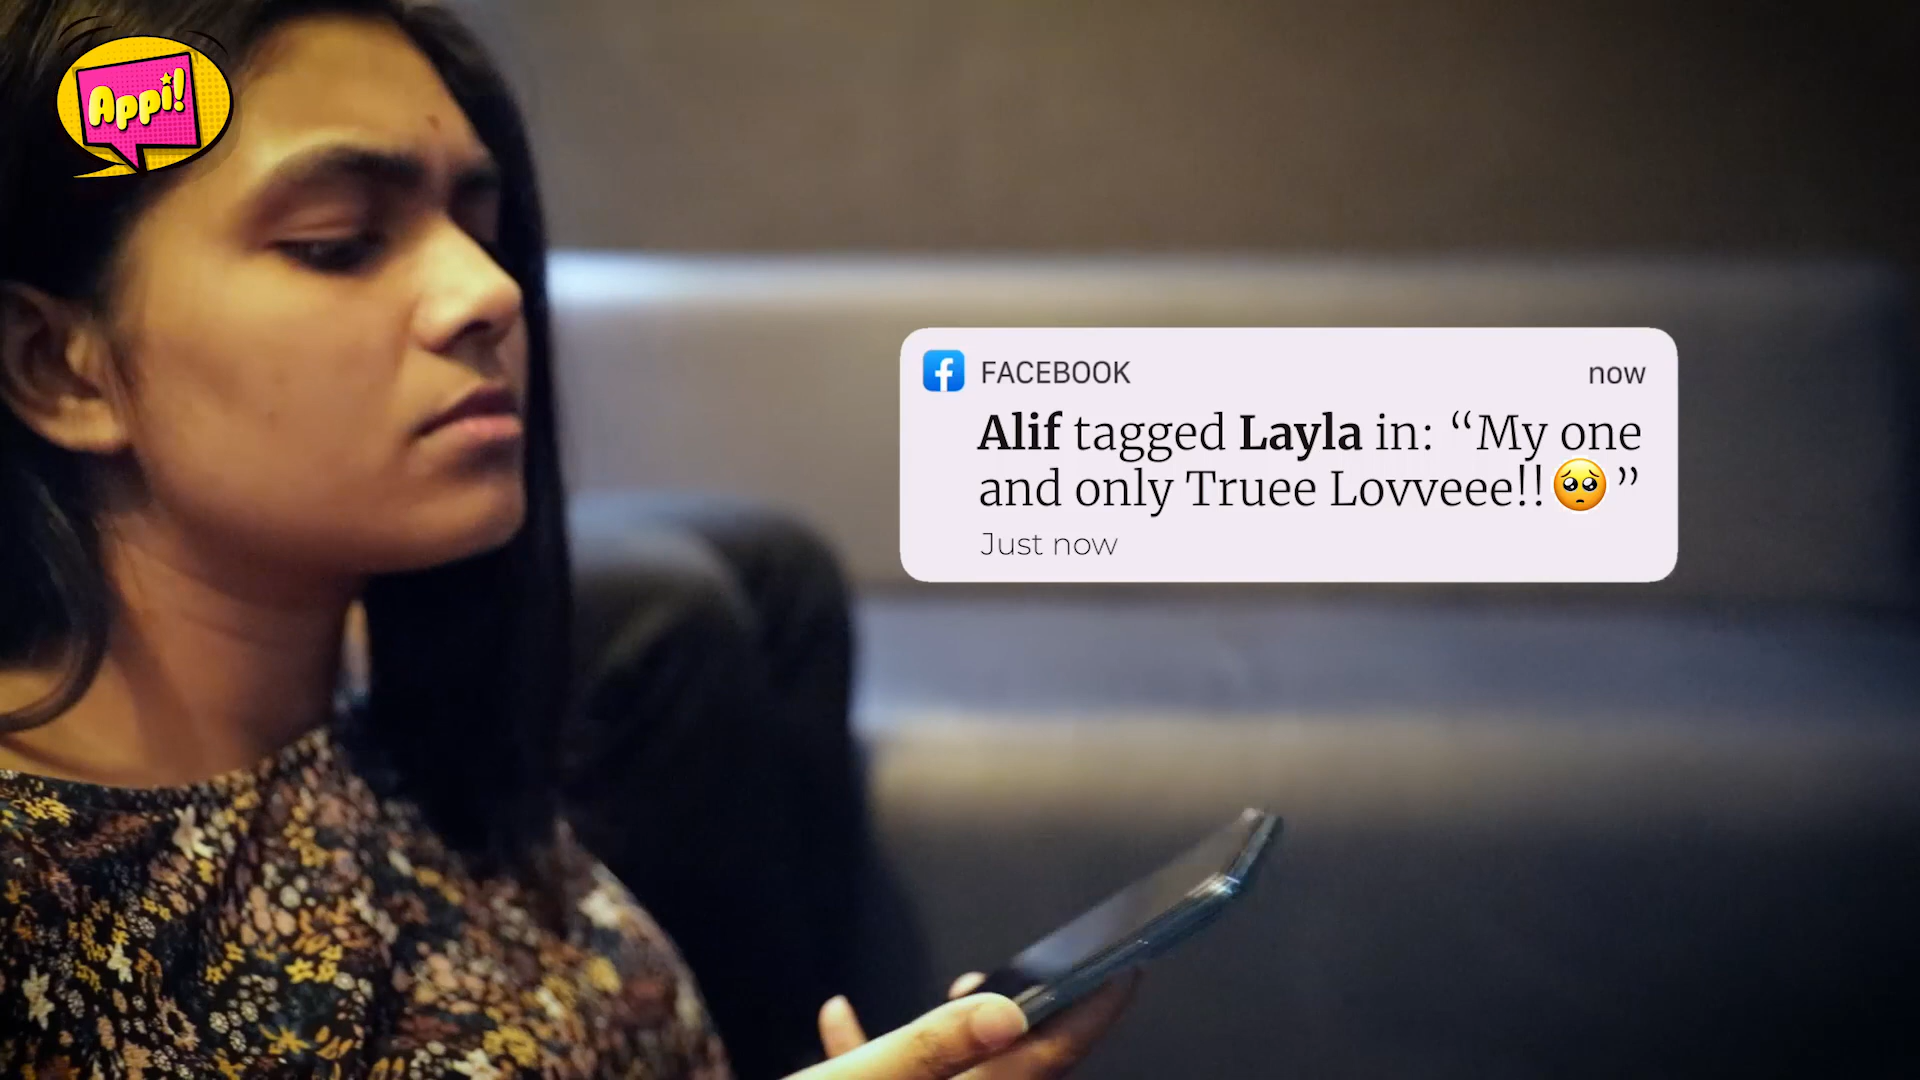 Appi!
FACEBOOK
now
Alif tagged Layla in: “My one
and only Truee Lovveee!!🥺”
Just now